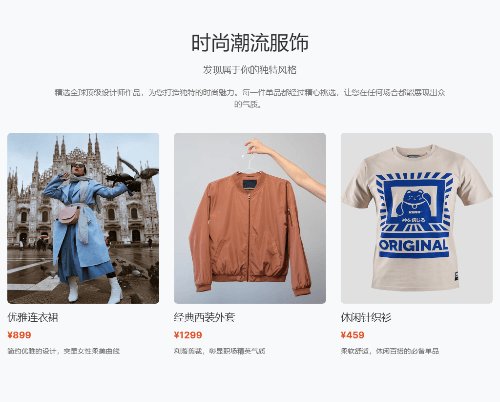 时尚潮流服饰
发现属于你的独特风格
精选全球顶级设计师作品，为您打造独特的时尚魅力。每一件单品都经过精心挑选，让您在任何场合都能展现出众
的气质。
ORIGINAL
优雅连衣裙
经典西装外套
休闲针织衫
¥899
¥1299
¥459
简约优雅的设计，突显女性柔美曲线
利落剪裁，彰显职场精英气质
柔软舒适，休闲百搭的必备单品